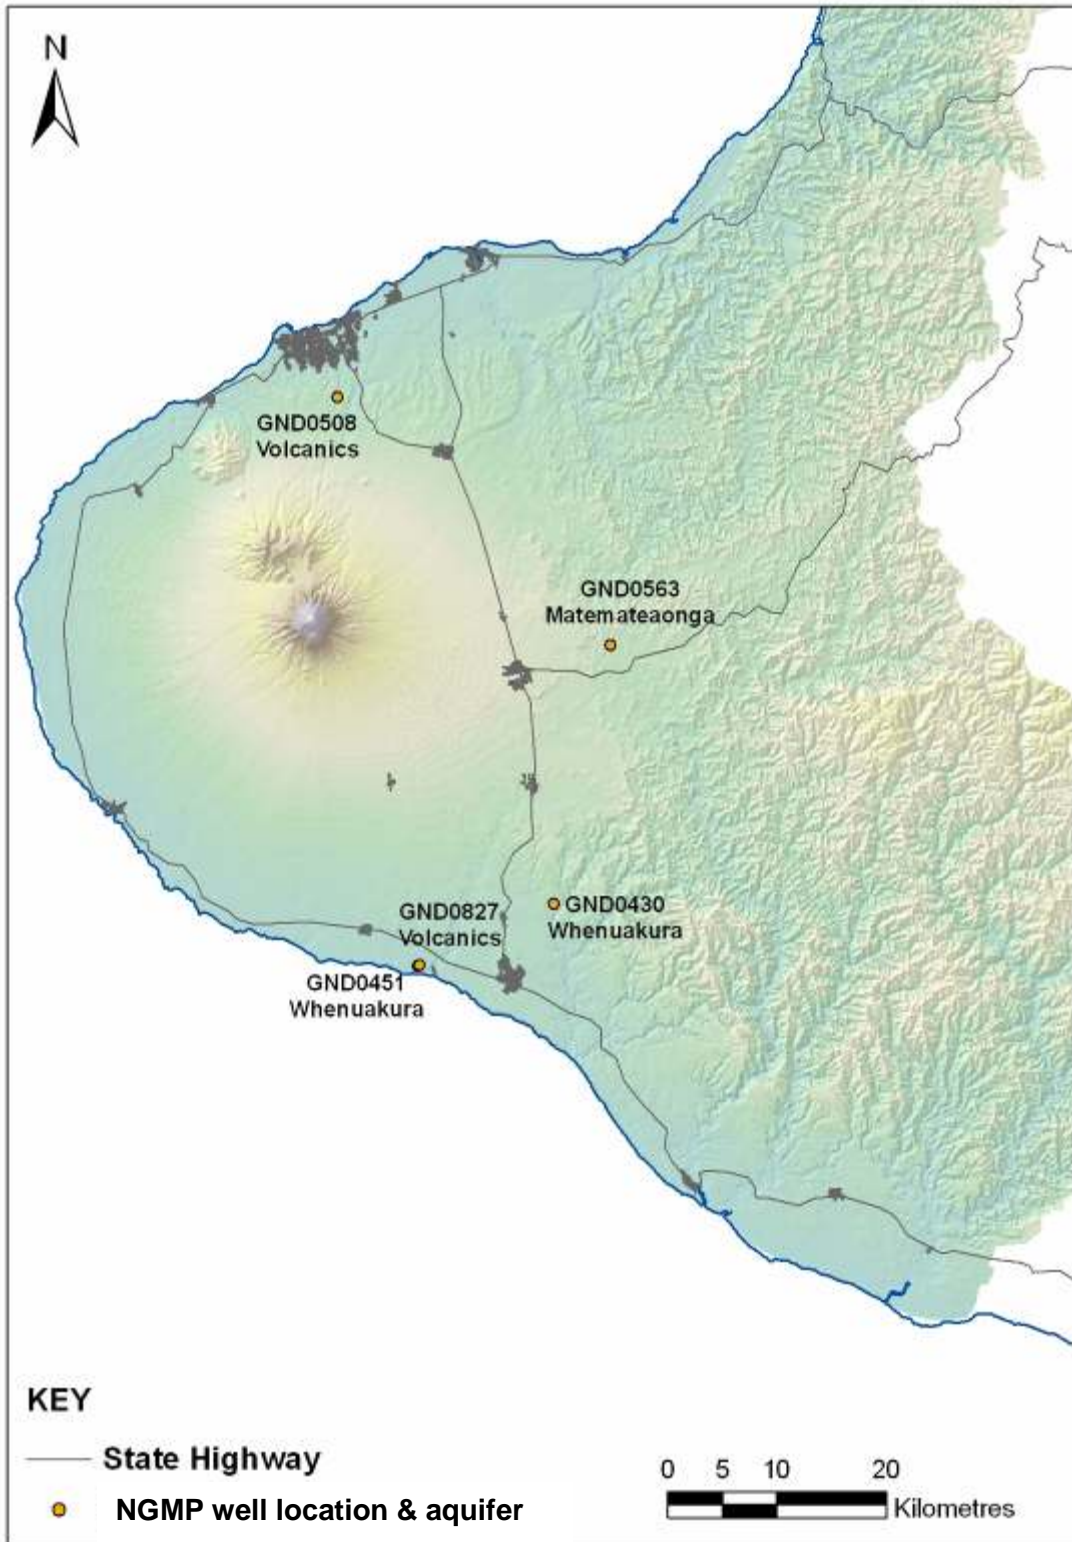 N
GND0508
Volcanics
GND0563
Matemateaonga
GND0827
Volcanics
GND0430
Whenuakura
GND0451
Whenuakura
KEY
State Highway
NGMP well location & aquifer
0 5 10 20
Kilometres